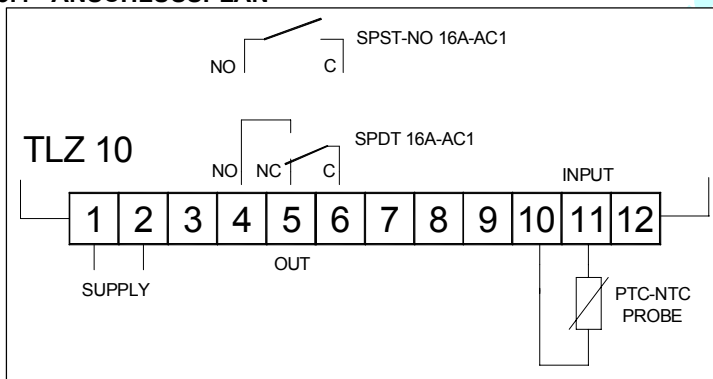 ANSCHLUSSPLAN
SPST-NO 16A-AC1
NO C
SPDT 16A-AC1
TLZ 10
NO NC C
INPUT
1 2 3 4 5 6 7 8 9 10 11 12
OUT
SUPPLY
PTC-NTC
PROBE